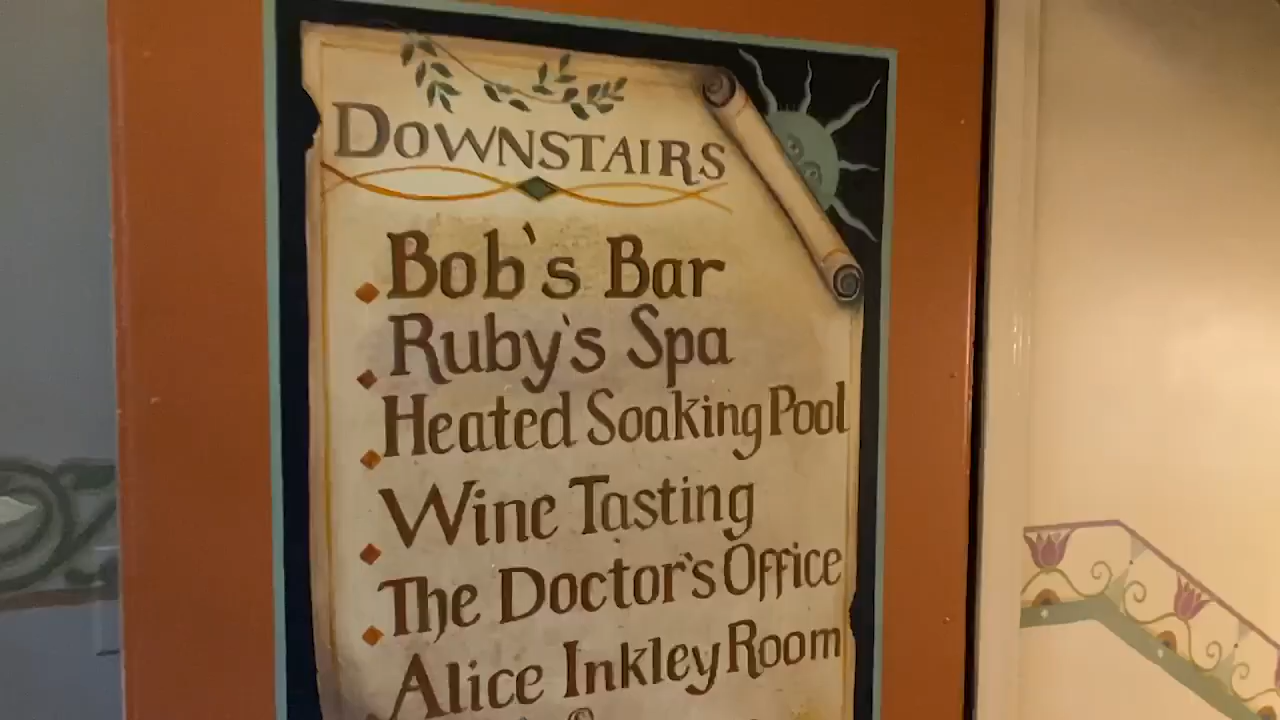 DOWNSTAIRS
Bob's Bar
Ruby's Spa
Heated Soaking Pool
Wine Tasting
The Doctor's Office
Alice Inkley Room